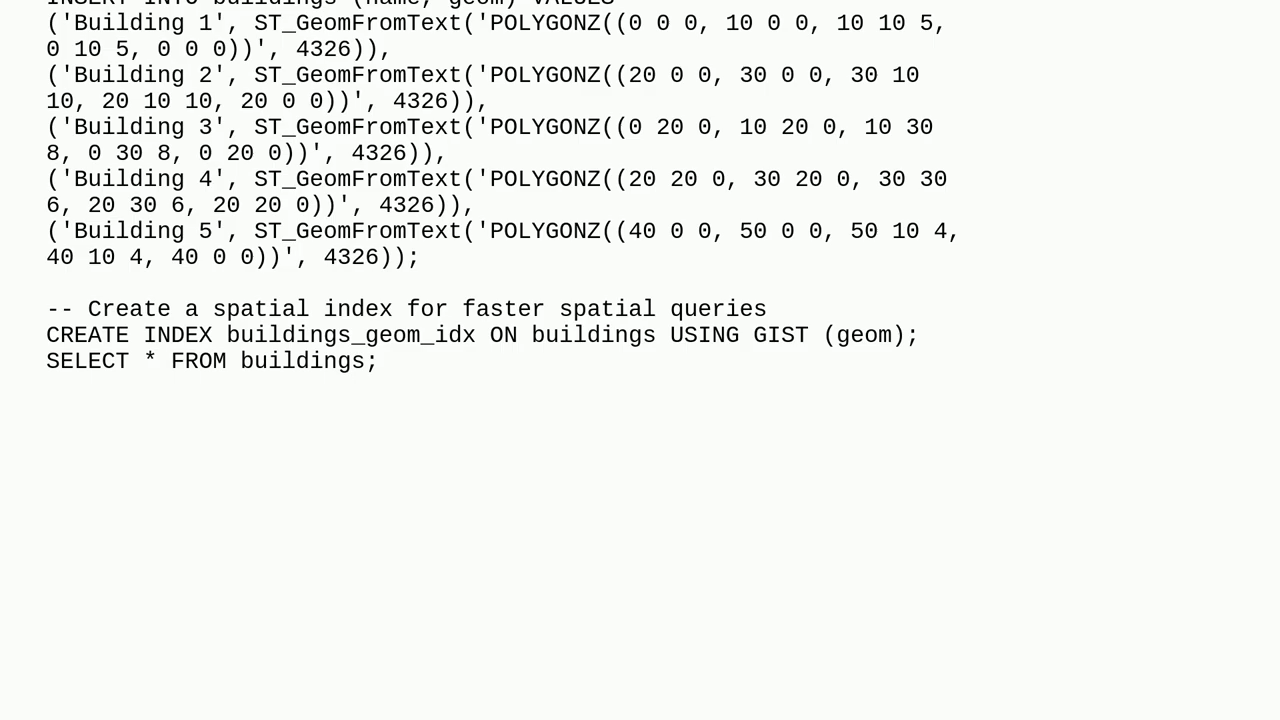 INSERT INTO buildings (name, geom) VALUES
('Building 1', ST_GeomFromText('POLYGONZ((0 0 0, 10 0 0, 10 10 5,
0 10 5, 0 0 0))', 4326)),
('Building 2', ST_GeomFromText('POLYGONZ((20 0 0, 30 0 0, 30 10
10, 20 10 10, 20 0 0))', 4326)),
('Building 3', ST_GeomFromText('POLYGONZ((0 20 0, 10 20 0, 10 30
8, 0 30 8, 0 20 0))', 4326)),
('Building 4', ST_GeomFromText('POLYGONZ((20 20 0, 30 20 0, 30 30
6, 20 30 6, 20 20 0))', 4326)),
('Building 5', ST_GeomFromText('POLYGONZ((40 0 0, 50 0 0, 50 10 4,
40 10 4, 40 0 0))', 4326));
-- Create a spatial index for faster spatial queries
CREATE INDEX buildings_geom_idx ON buildings USING GIST (geom);
SELECT * FROM buildings;